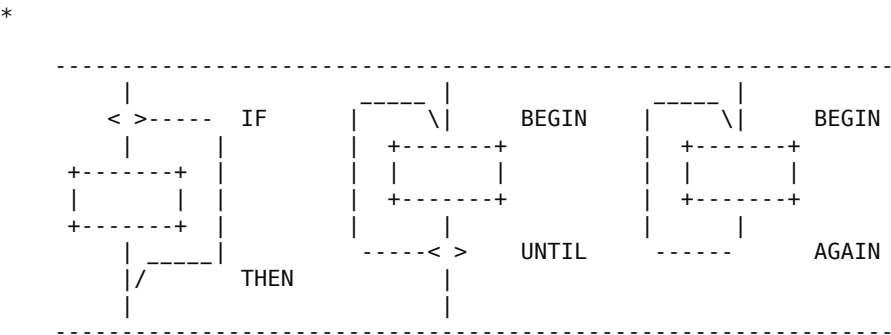 *
IF BEGIN BEGIN
UNTIL AGAIN
THEN